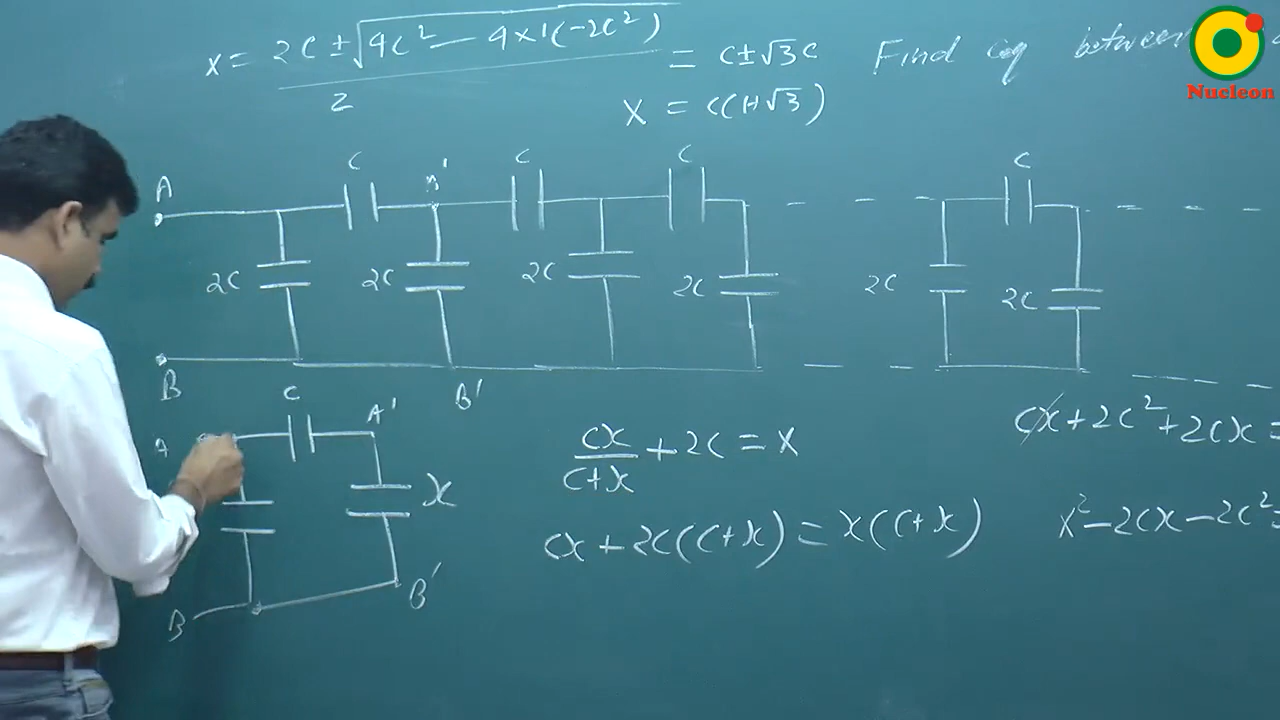 x = 2C ± √4C² − 4×1(−2C²) / 2 = C ± √3C
Find Ceq between
Nucleon
x = C(1+√3)
A C A' C C C
2C 2C 2C 2C 2C 2C
B B'
A C A'
x
B B'
Cx/C+x + 2C = x
Cx + 2C(C+x) = x(C+x)
Cx + 2C² + 2Cx =
x² − 2Cx − 2C² =